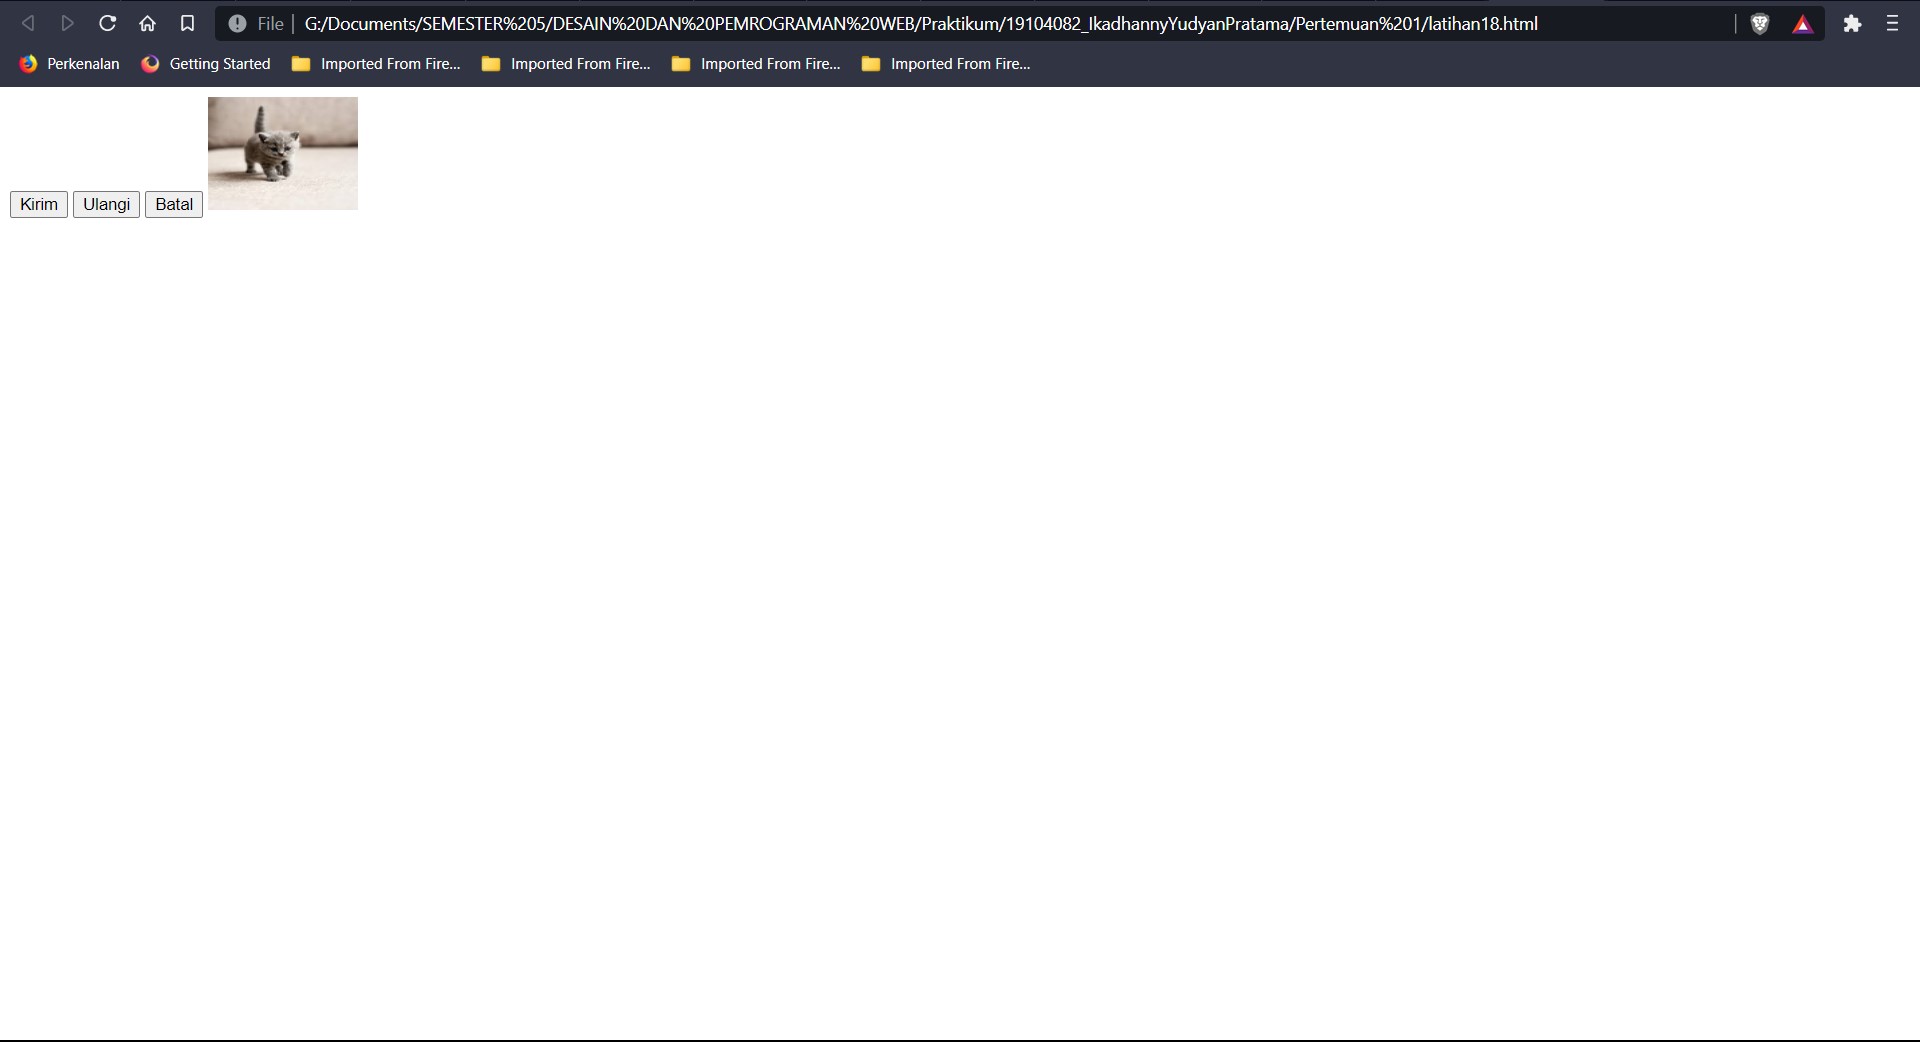 File | G:/Documents/SEMESTER%205/DESAIN%20DAN%20PEMROGRAMAN%20WEB/Praktikum/19104082_IkadhannyYudyanPratama/Pertemuan%201/latihan18.html
Perkenalan Getting Started Imported From Fire... Imported From Fire... Imported From Fire... Imported From Fire...
Kirim Ulangi Batal